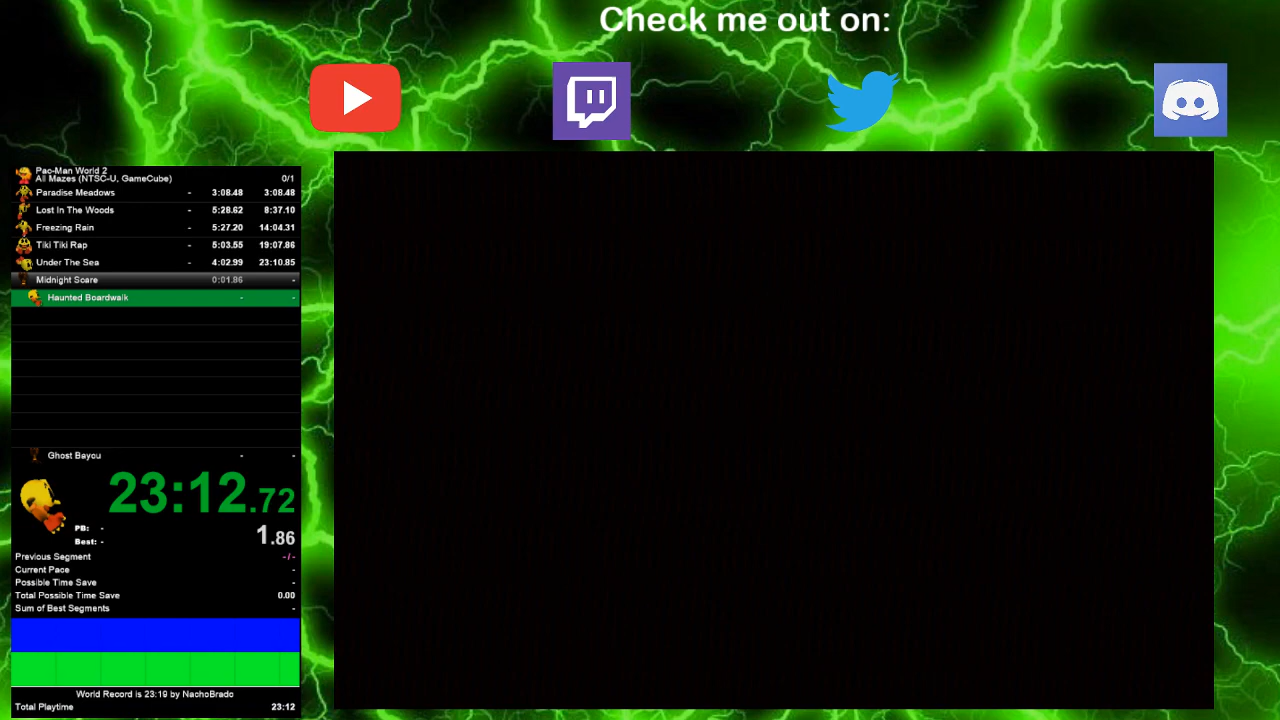 Check me out on:
Pac-Man World 2
All Mazes (NTSC-U, GameCube) 0/1
Paradise Meadows - 3:08.48 3:08.48
Lost In The Woods - 5:28.62 8:37.10
Freezing Rain - 5:27.20 14:04.31
Tiki Tiki Rap - 5:03.55 19:07.86
Under The Sea - 4:02.99 23:10.85
Midnight Scare 0:01.86 -
Haunted Boardwalk - -
Ghost Bayou - -
23:12.72
PB: -
1.86
Best: -
Previous Segment - / -
Current Pace -
Possible Time Save -
Total Possible Time Save 0.00
Sum of Best Segments -
World Record is 23:19 by NachoBrado
Total Playtime 23:12